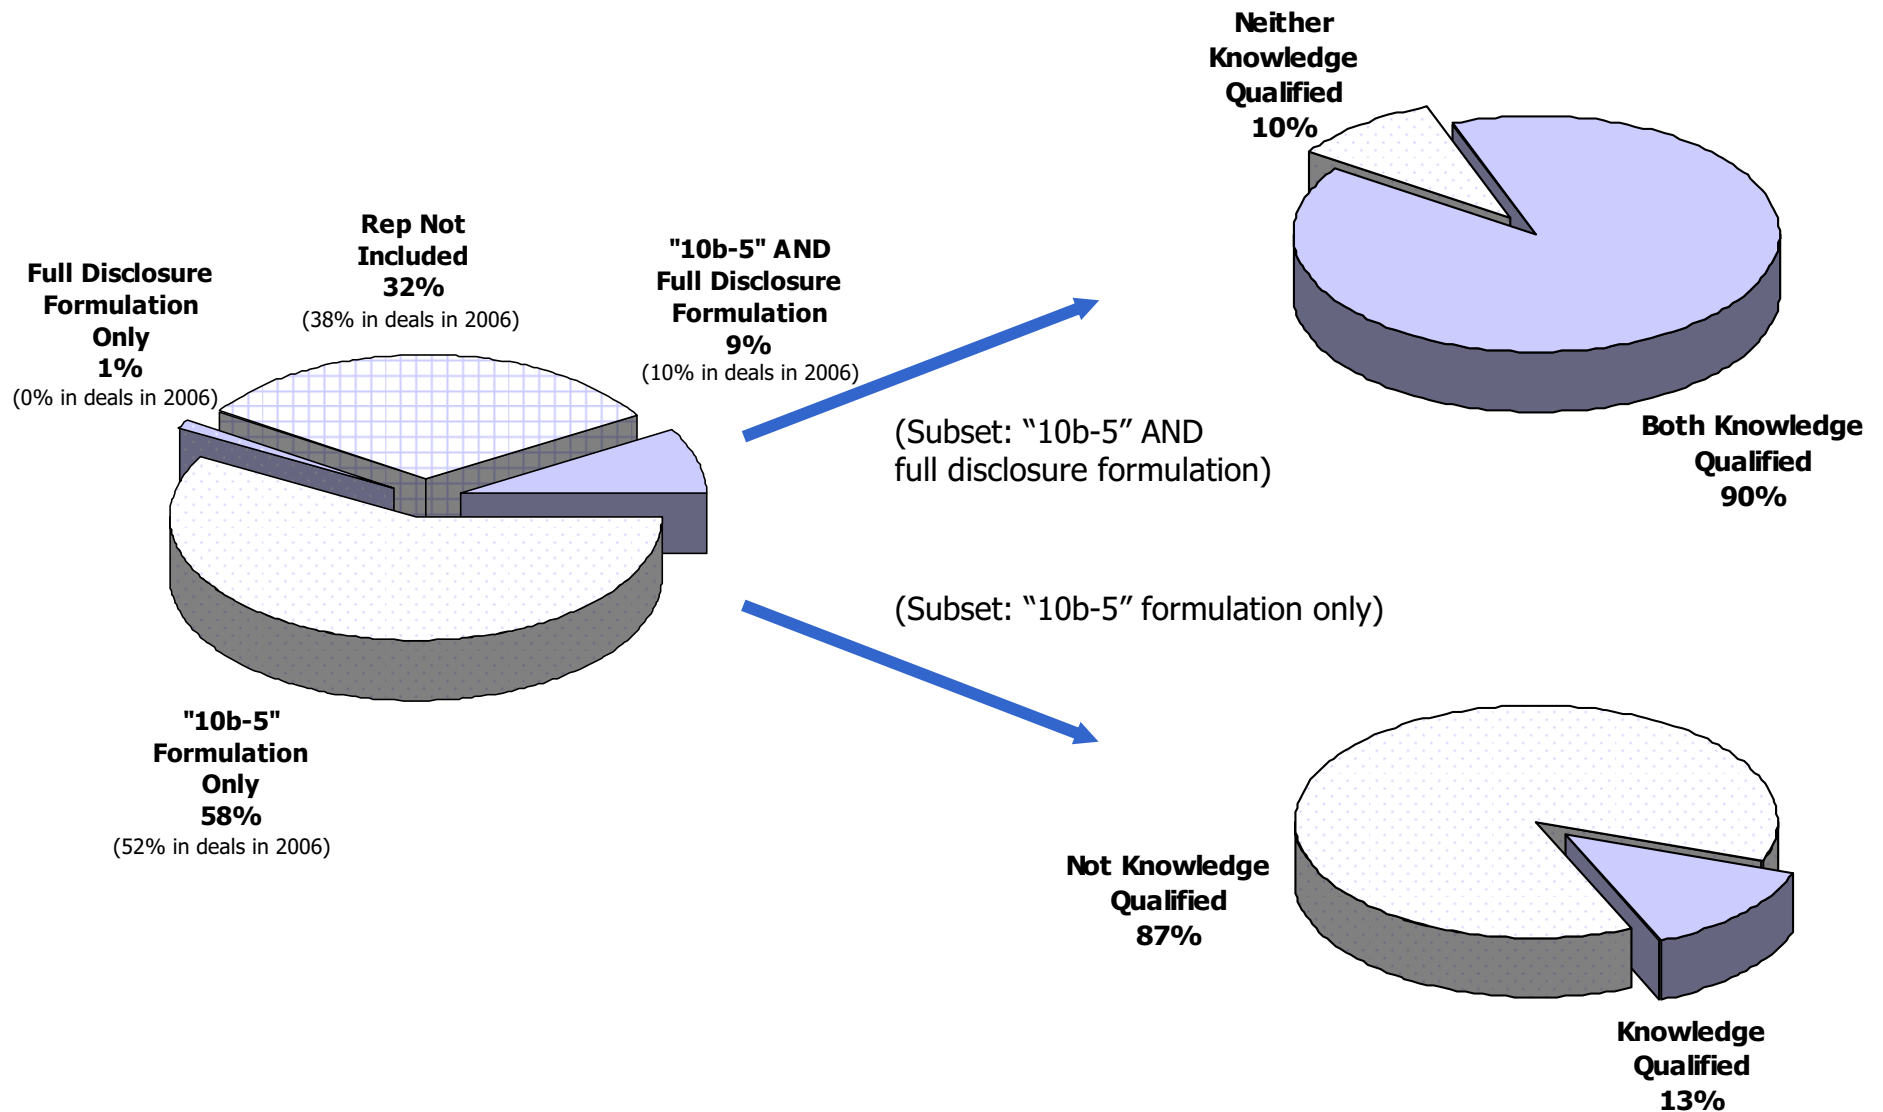 Neither
Knowledge
Qualified
10%
Rep Not
Included
32%
(38% in deals in 2006)
"10b-5" AND
Full Disclosure
Formulation
9%
(10% in deals in 2006)
Full Disclosure
Formulation
Only
1%
(0% in deals in 2006)
(Subset: “10b-5” AND
full disclosure formulation)
Both Knowledge
Qualified
90%
(Subset: “10b-5” formulation only)
"10b-5"
Formulation
Only
58%
(52% in deals in 2006)
Not Knowledge
Qualified
87%
Knowledge
Qualified
13%